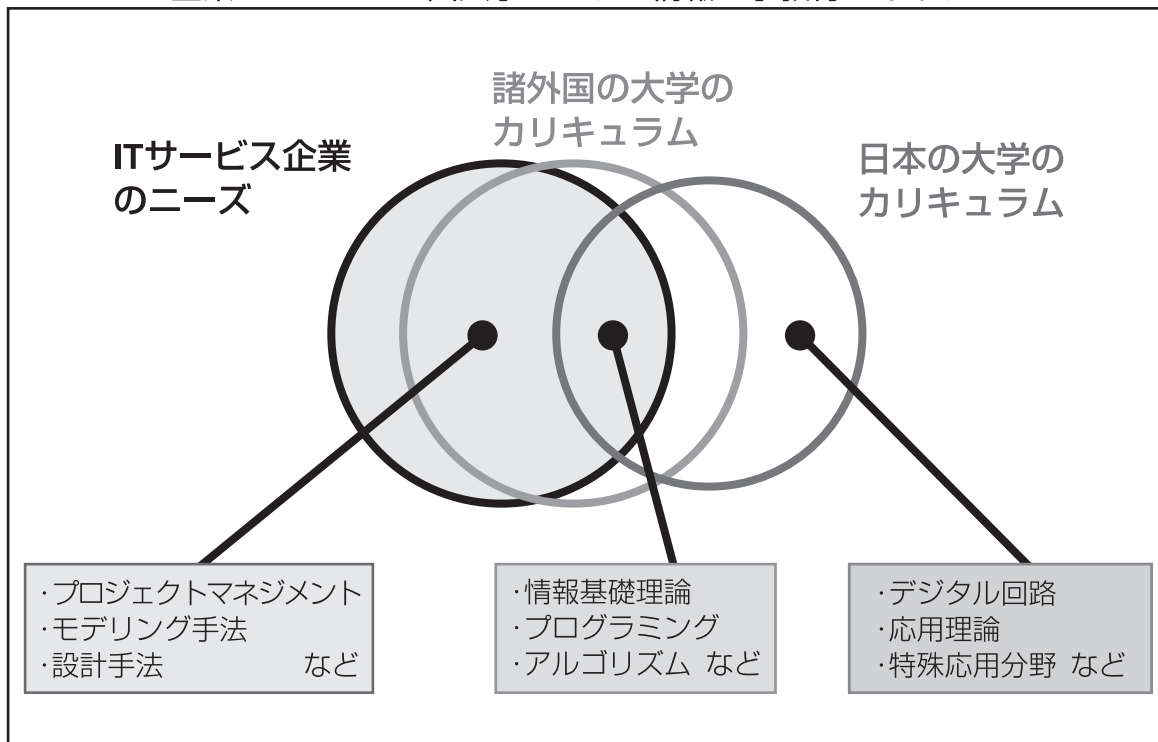 諸外国の大学の
カリキュラム
ITサービス企業
のニーズ
日本の大学の
カリキュラム
・プロジェクトマネジメント
・モデリング手法
・設計手法 など
・情報基礎理論
・プログラミング
・アルゴリズム など
・デジタル回路
・応用理論
・特殊応用分野 など